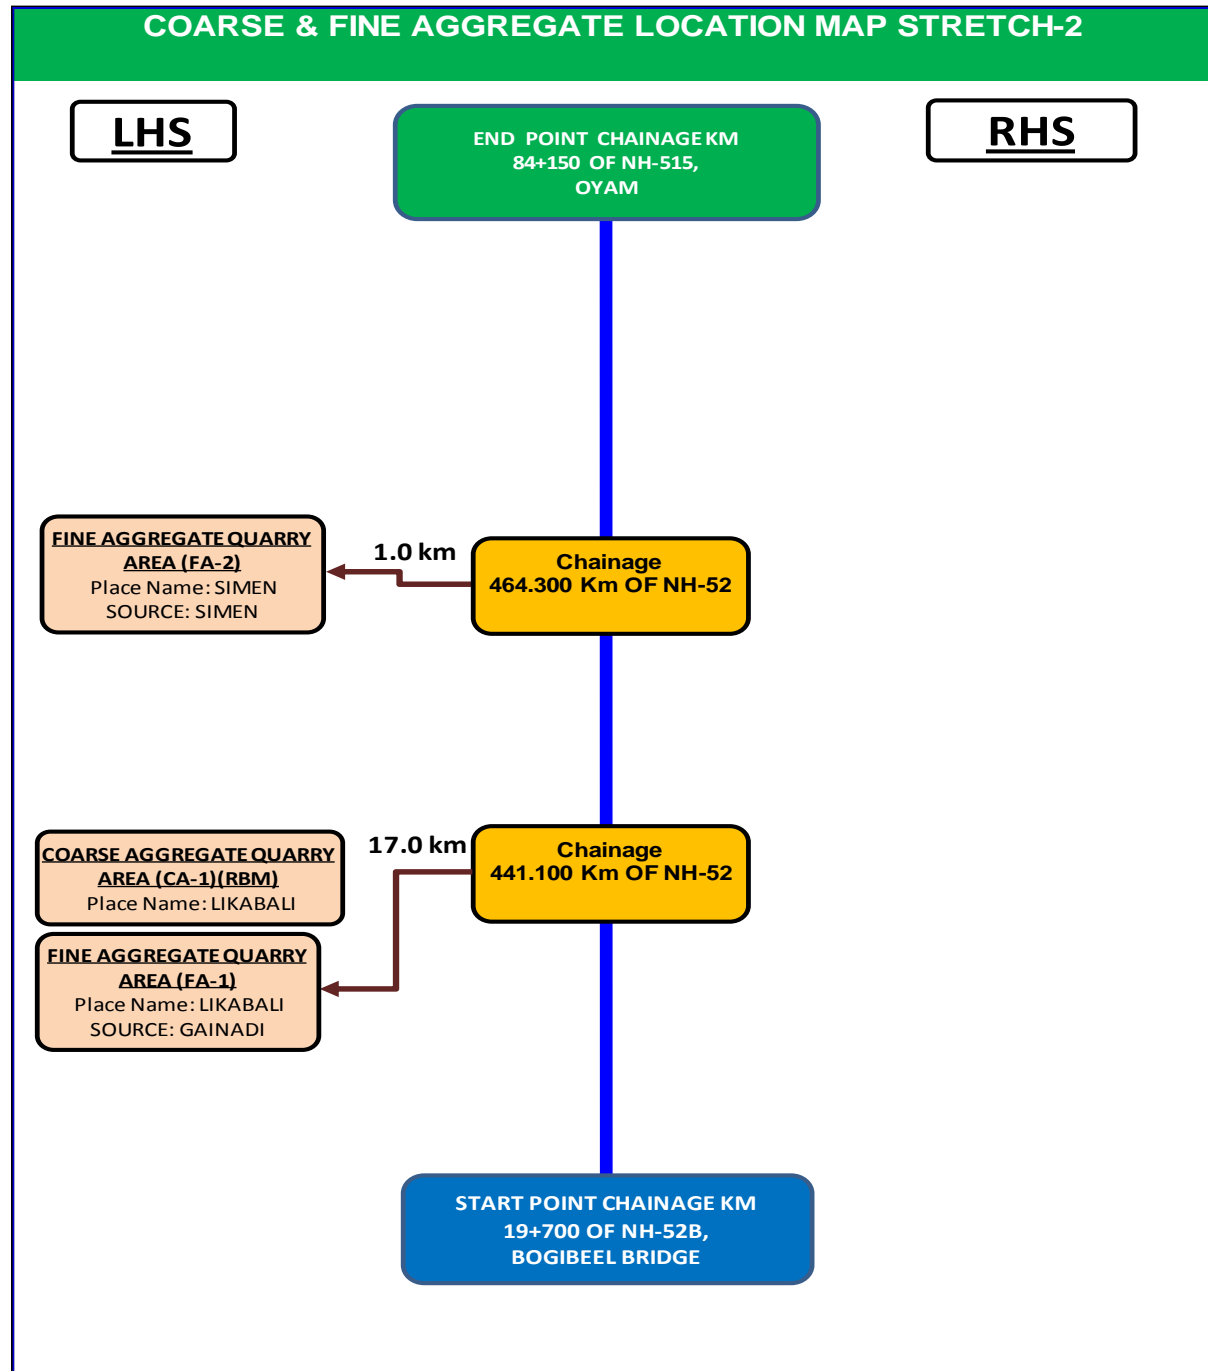 COARSE & FINE AGGREGATE LOCATION MAP STRETCH-2
LHS
END POINT CHAINAGE KM
84+150 OF NH-515,
OYAM
RHS
FINE AGGREGATE QUARRY
AREA (FA-2)
Place Name: SIMEN
SOURCE: SIMEN
1.0 km
Chainage
464.300 Km OF NH-52
COARSE AGGREGATE QUARRY
AREA (CA-1)(RBM)
Place Name: LIKABALI
17.0 km
Chainage
441.100 Km OF NH-52
FINE AGGREGATE QUARRY
AREA (FA-1)
Place Name: LIKABALI
SOURCE: GAINADI
START POINT CHAINAGE KM
19+700 OF NH-52B,
BOGIBEEL BRIDGE